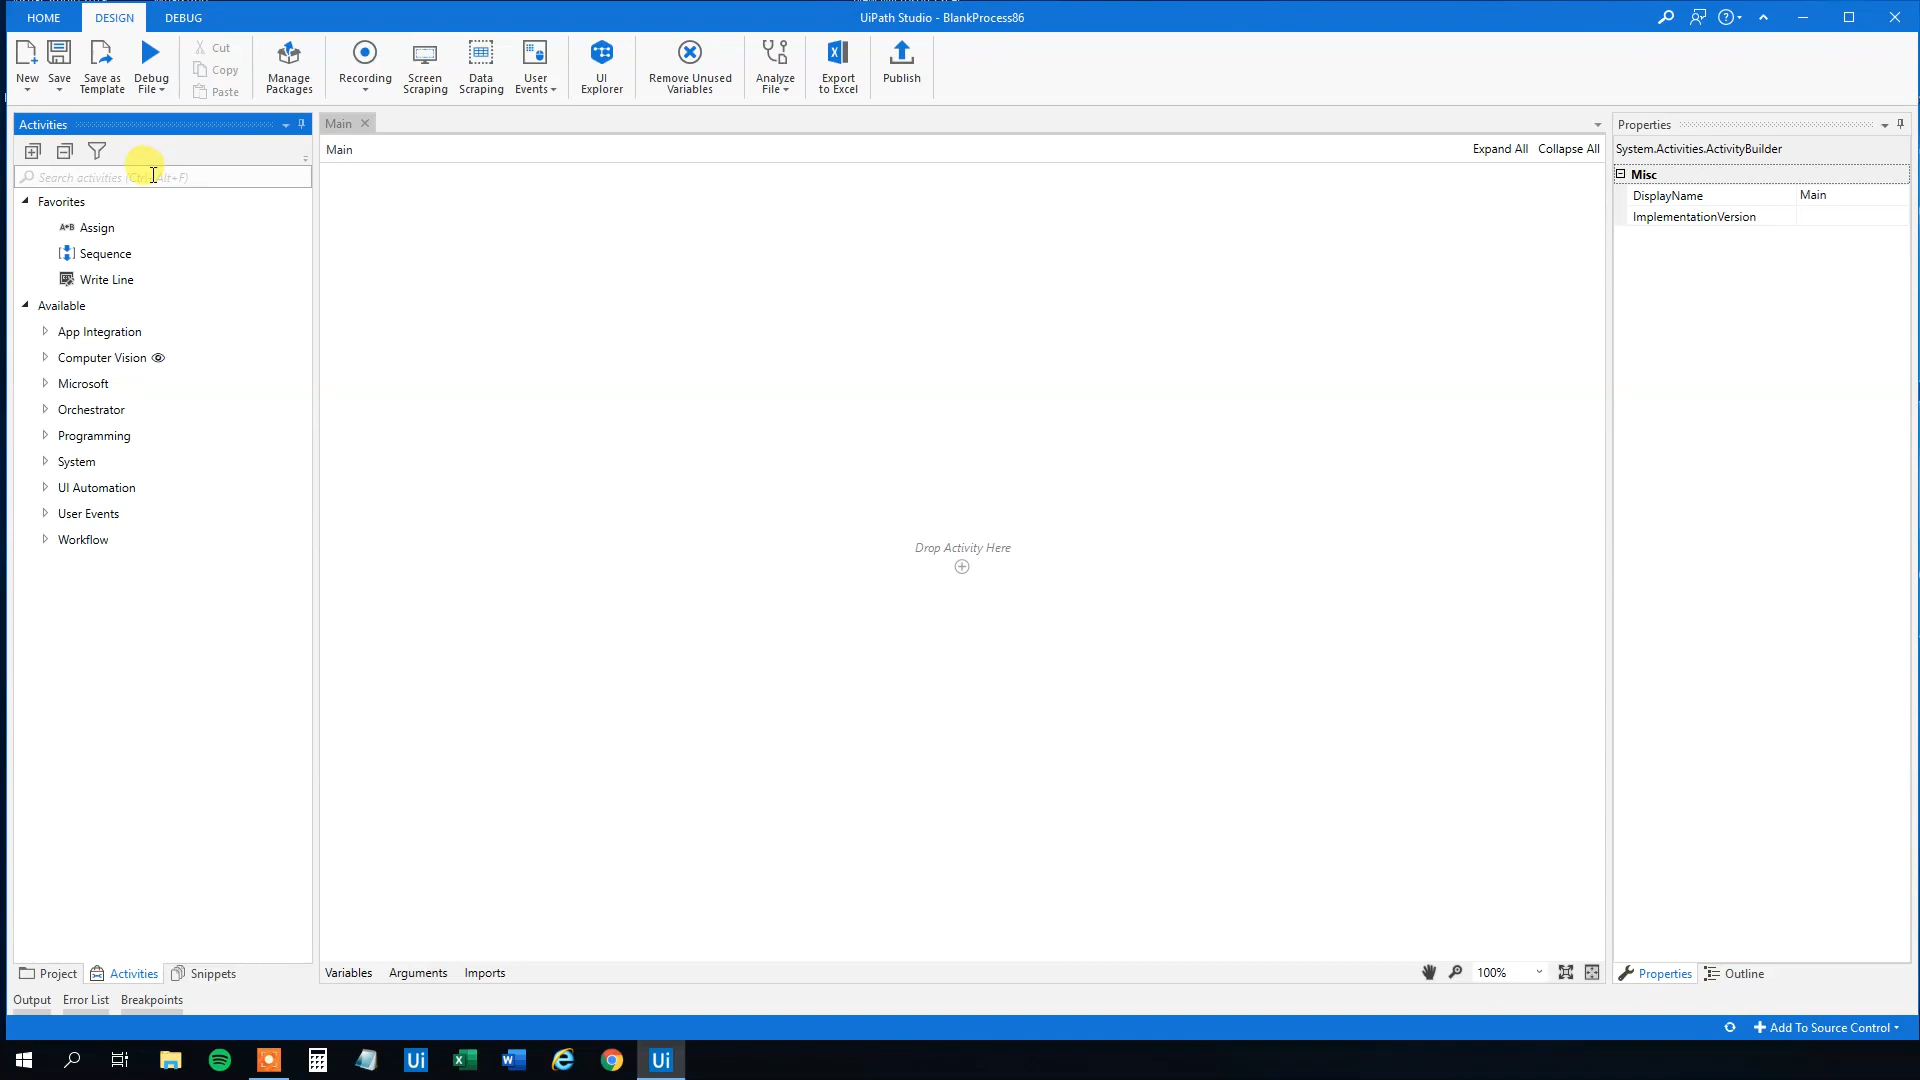 HOME DESIGN DEBUG UiPath Studio - BlankProcess86
New Save Save as Template Debug File Cut Copy Paste Manage Packages Recording Screen Scraping Data Scraping User Events UI Explorer Remove Unused Variables Analyze File Export to Excel Publish
Activities
Search activities (Ctrl+Alt+F)
Favorites
Assign
Sequence
Write Line
Available
App Integration
Computer Vision
Microsoft
Orchestrator
Programming
System
UI Automation
User Events
Workflow
Project Activities Snippets
Main
Main Expand All Collapse All
Drop Activity Here
Variables Arguments Imports 100%
Properties
System.Activities.ActivityBuilder
Misc
DisplayName Main
ImplementationVersion
Properties Outline
Output Error List Breakpoints
Add To Source Control
Ui Ui